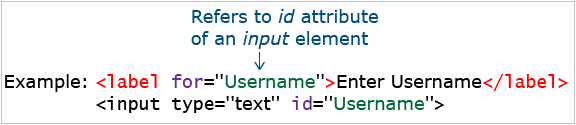 Refers to id attribute
of an input element
Example: <label for="Username">Enter Username</label>
<input type="text" id="Username">